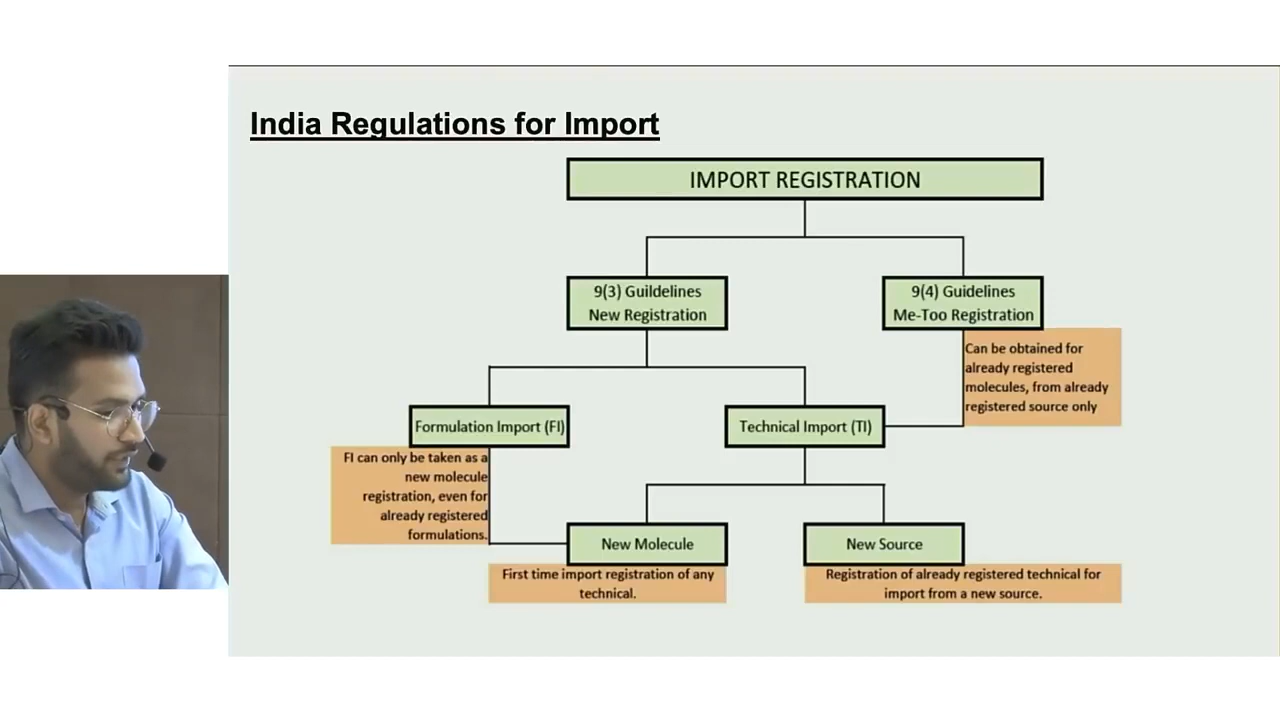 India Regulations for Import
IMPORT REGISTRATION
9(3) Guildelines
New Registration
9(4) Guidelines
Me-Too Registration
Can be obtained for
already registered
molecules, from already
registered source only
Formulation Import (FI)
Technical Import (TI)
FI can only be taken as a
new molecule
registration, even for
already registered
formulations.
New Molecule
New Source
First time import registration of any
technical.
Registration of already registered technical for
import from a new source.